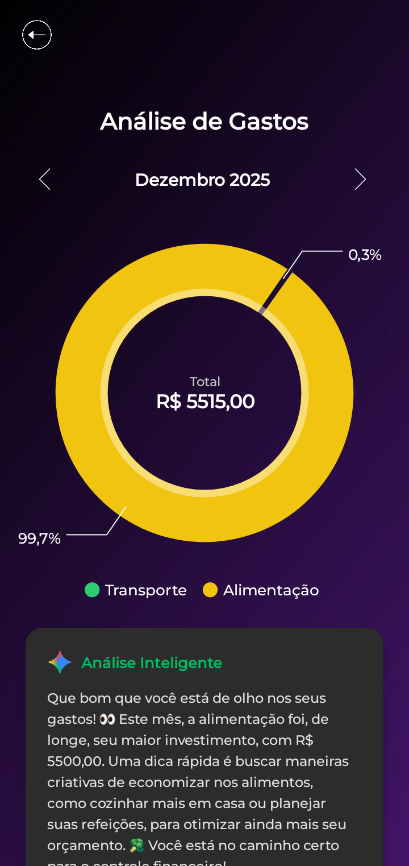 Análise de Gastos
Dezembro 2025
0,3%
Total
R$ 5515,00
99,7%
Transporte Alimentação
Análise Inteligente
Que bom que você está de olho nos seus
gastos! 👀 Este mês, a alimentação foi, de
longe, seu maior investimento, com R$
5500,00. Uma dica rápida é buscar maneiras
criativas de economizar nos alimentos,
como cozinhar mais em casa ou planejar
suas refeições, para otimizar ainda mais seu
orçamento. 💸 Você está no caminho certo
para o controle financeiro!